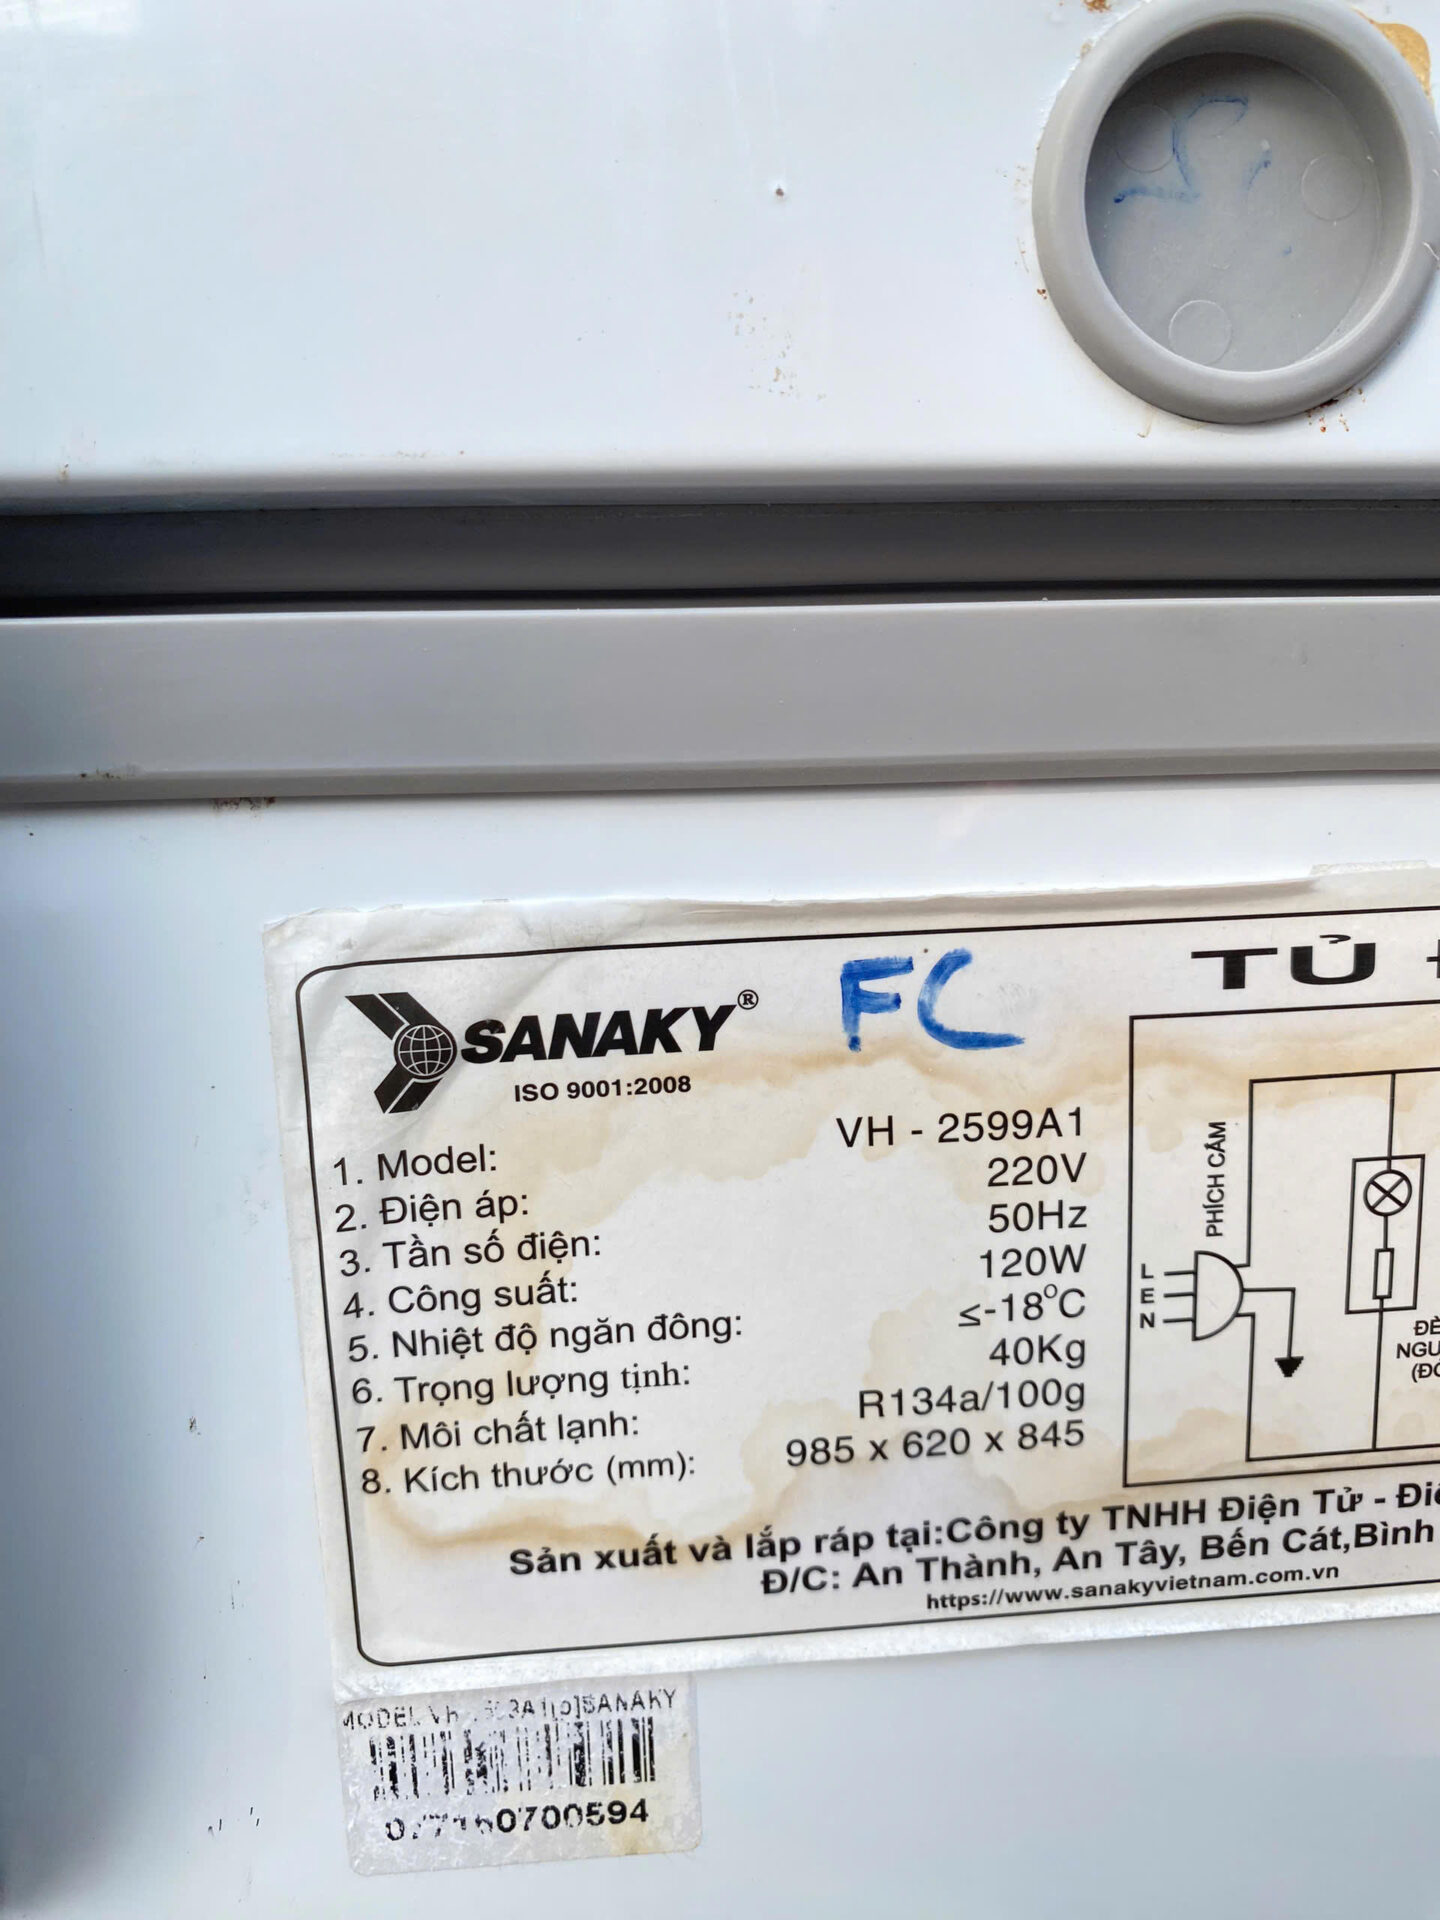 FC
TỦ
SANAKY®
ISO 9001:2008
1. Model: VH - 2599A1
2. Điện áp: 220V
3. Tần số điện: 50Hz
4. Công suất: 120W
5. Nhiệt độ ngăn đông: ≤-18°C
6. Trọng lượng tịnh: 40Kg
7. Môi chất lạnh: R134a/100g
8. Kích thước (mm): 985 x 620 x 845
PHÍCH CẮM
L
E
N
Sản xuất và lắp ráp tại:Công ty TNHH Điện Tử -
Đ/C: An Thành, An Tây, Bến Cát,Bình
https://www.sanakyvietnam.com.vn
MODEL SANAKY